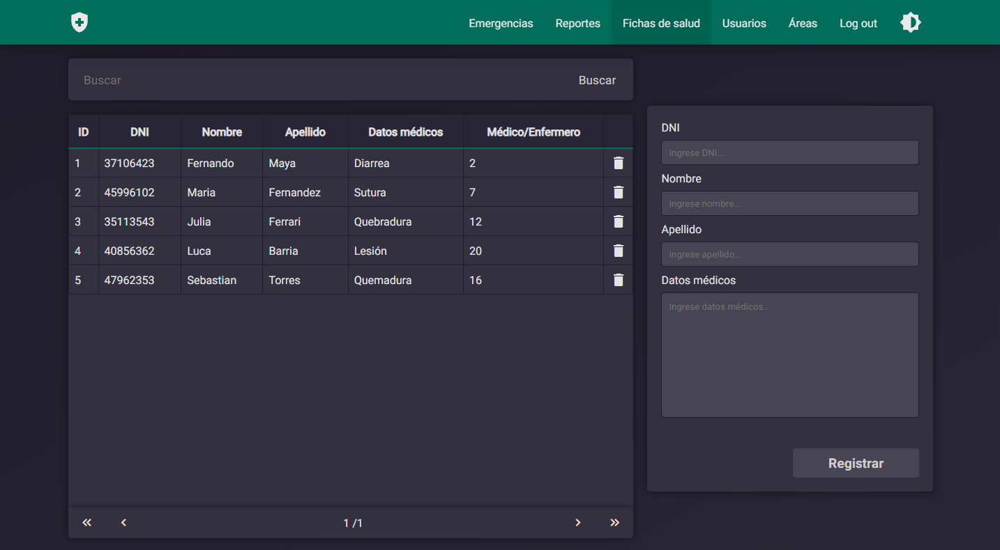 Emergencias Reportes Fichas de salud Usuarios Áreas Log out
Buscar Buscar
ID DNI Nombre Apellido Datos médicos Médico/Enfermero
1 37106423 Fernando Maya Diarrea 2
2 45996102 Maria Fernandez Sutura 7
3 35113543 Julia Ferrari Quebradura 12
4 40856362 Luca Barria Lesión 20
5 47962353 Sebastian Torres Quemadura 16
1 /1
DNI
Ingrese DNI...
Nombre
Ingrese nombre...
Apellido
Ingrese apellido...
Datos médicos
Ingrese datos médicos...
Registrar